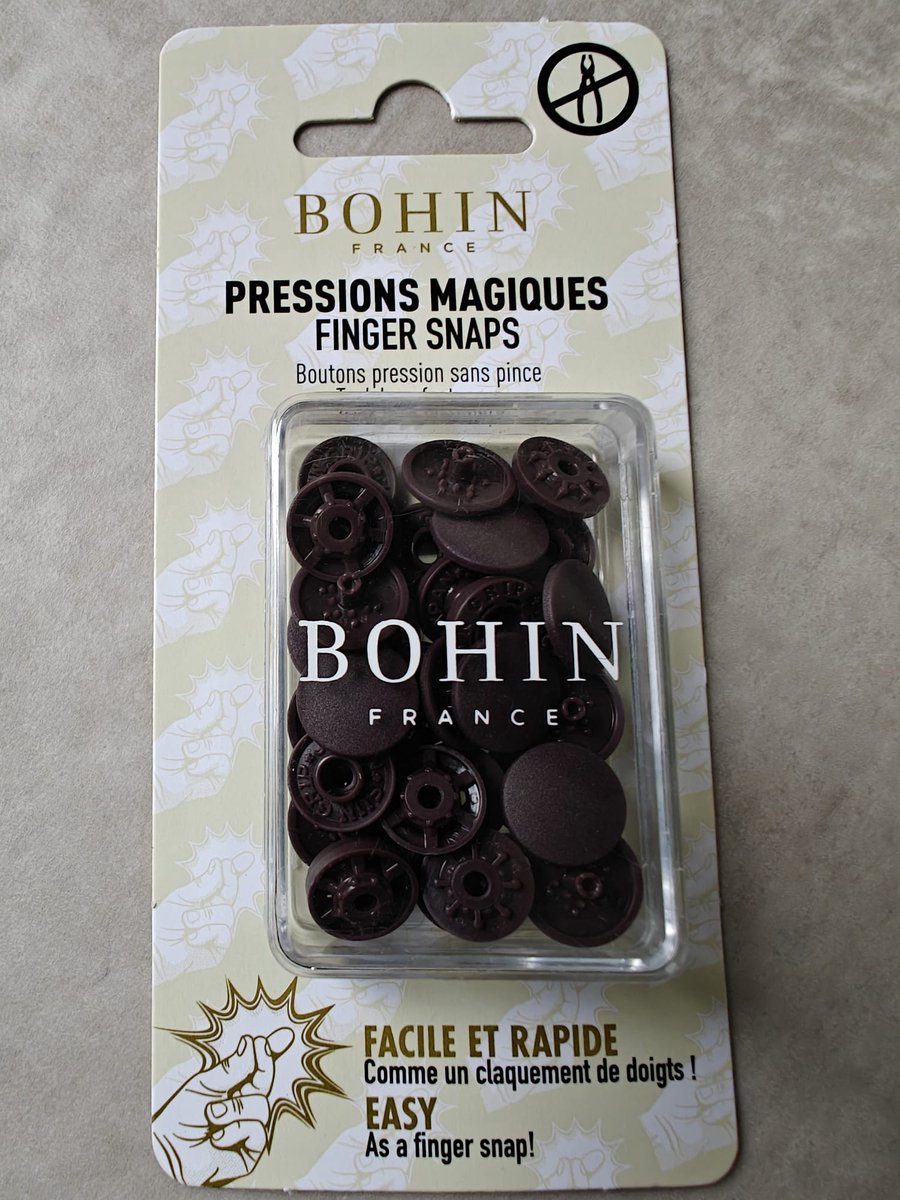 BOHIN
FRANCE
PRESSIONS MAGIQUES
FINGER SNAPS
Boutons pression sans pince
BOHIN
FRANCE
FACILE ET RAPIDE
Comme un claquement de doigts !
EASY
As a finger snap!